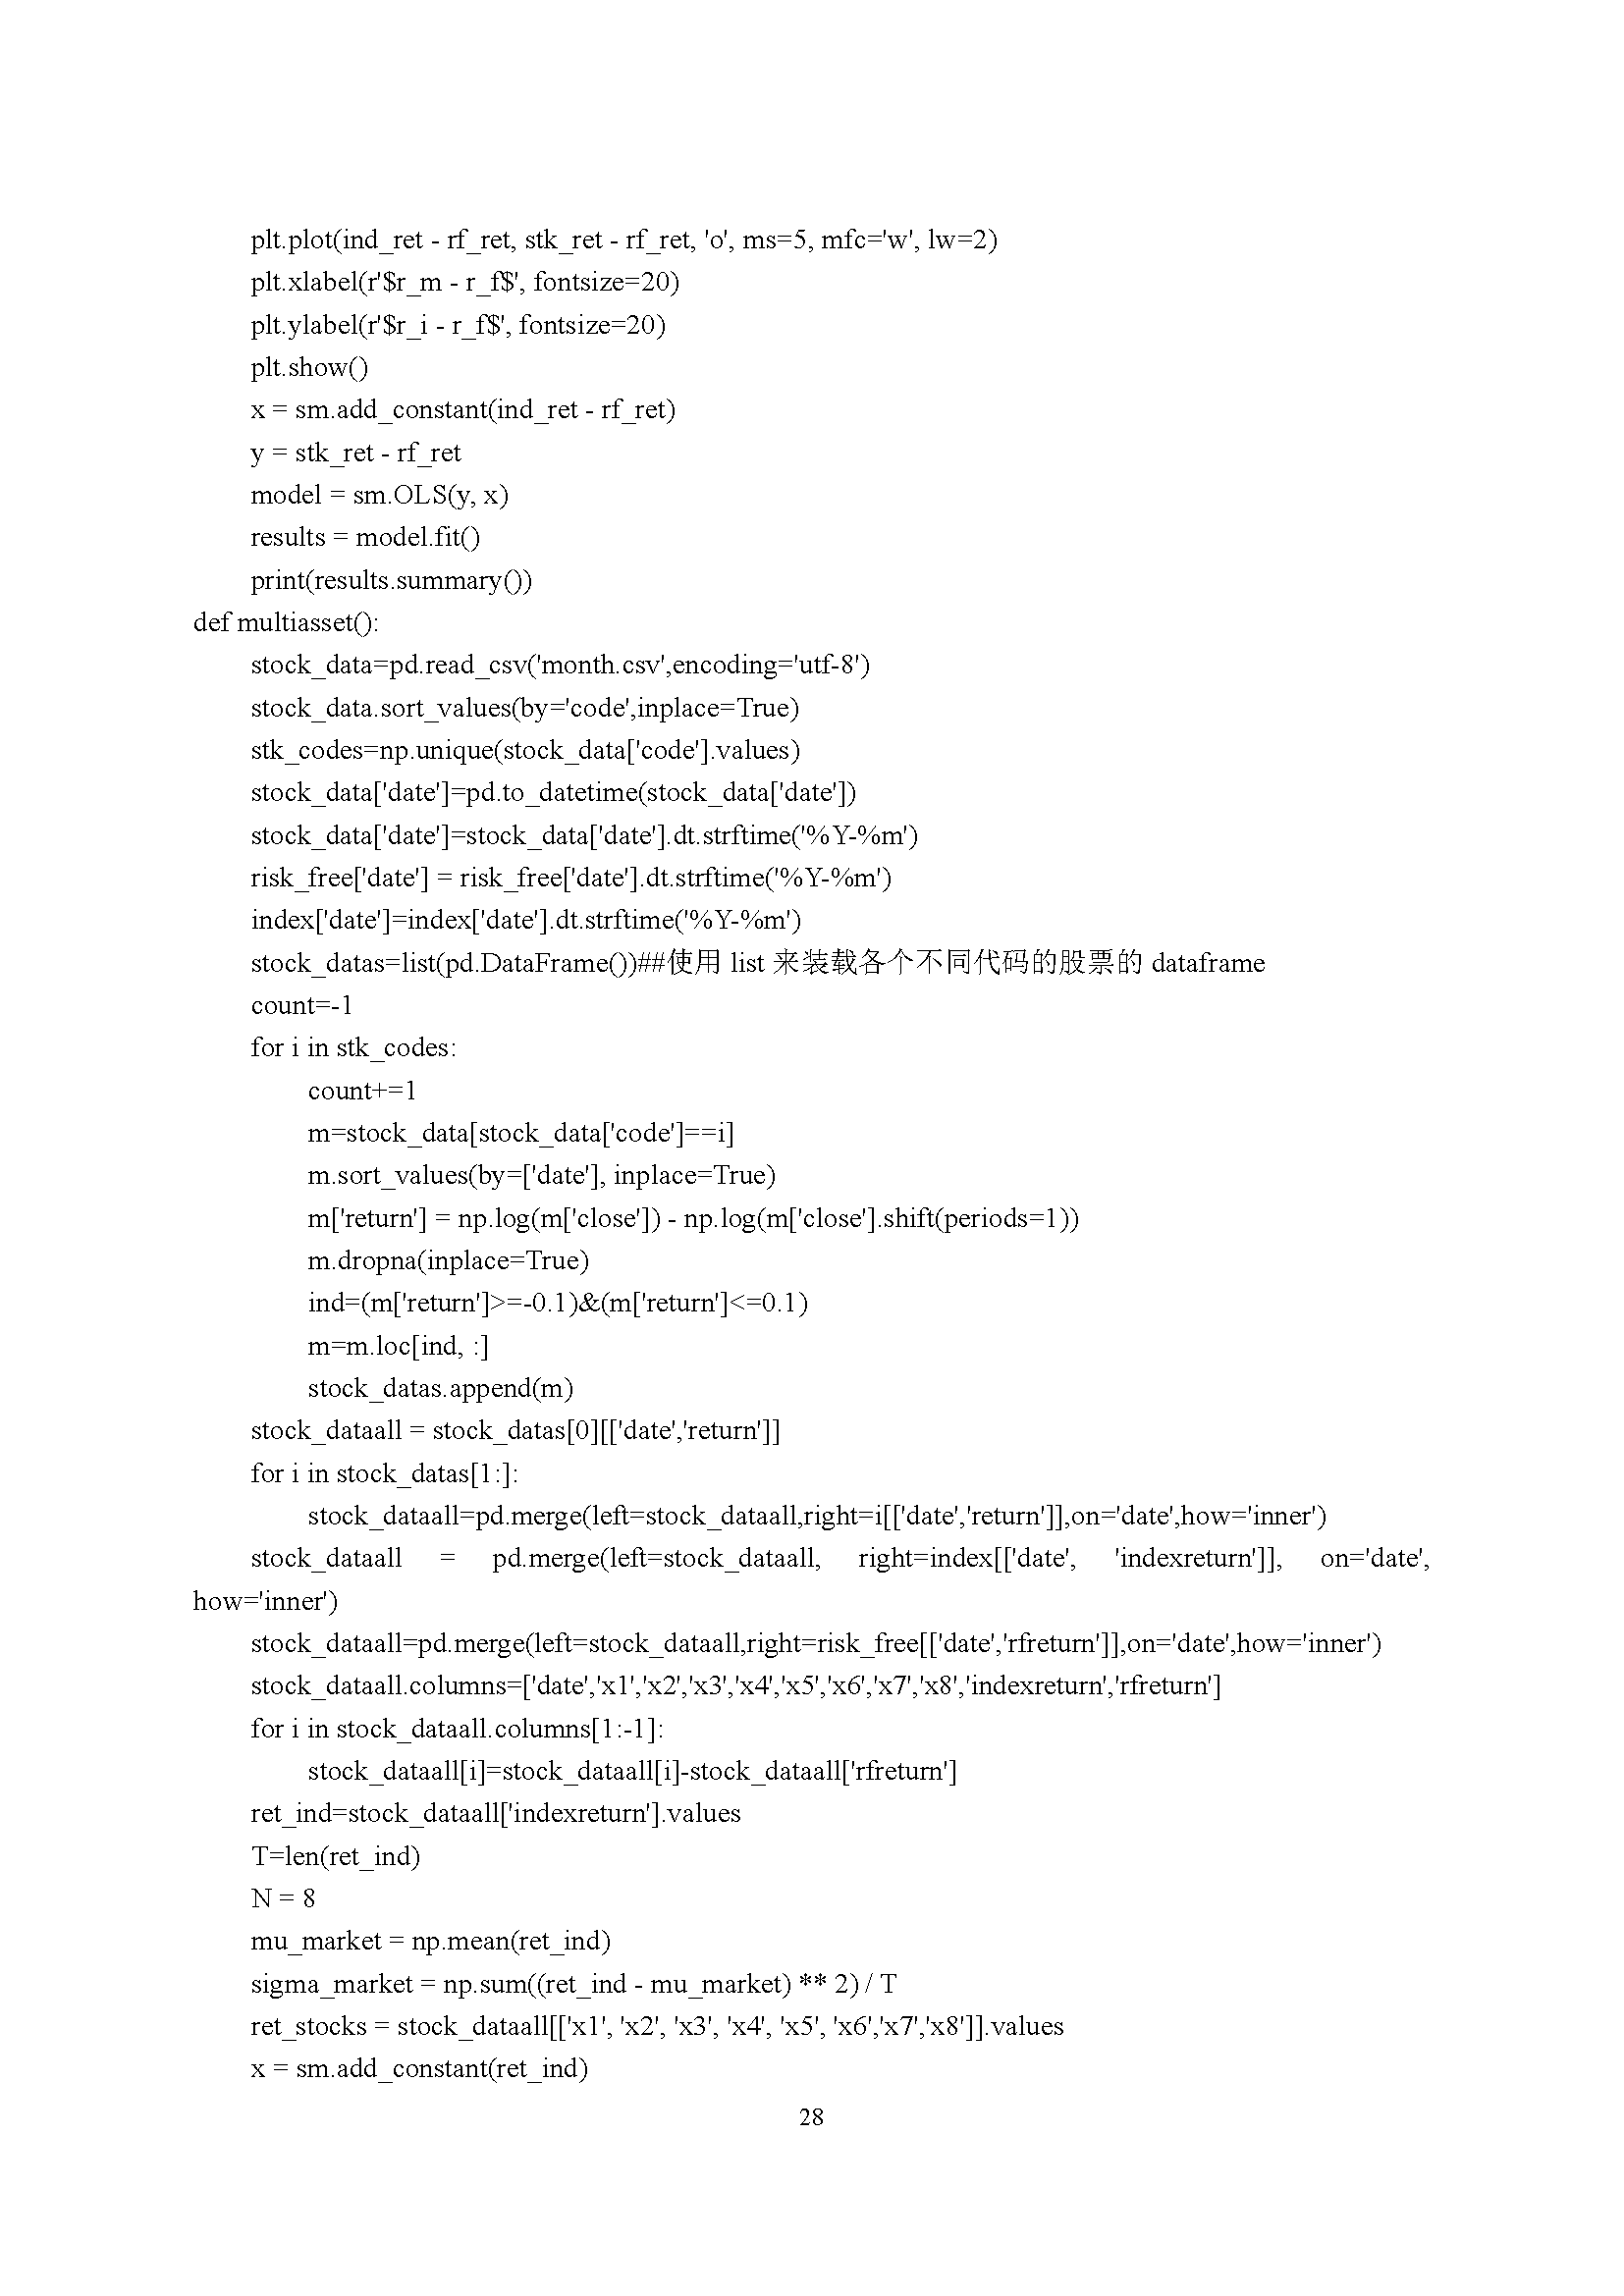 plt.plot(ind_ret - rf_ret, stk_ret - rf_ret, 'o', ms=5, mfc='w', lw=2)
plt.xlabel(r'$r_m - r_f$', fontsize=20)
plt.ylabel(r'$r_i - r_f$', fontsize=20)
plt.show()
x = sm.add_constant(ind_ret - rf_ret)
y = stk_ret - rf_ret
model = sm.OLS(y, x)
results = model.fit()
print(results.summary())
def multiasset():
stock_data=pd.read_csv('month.csv',encoding='utf-8')
stock_data.sort_values(by='code',inplace=True)
stk_codes=np.unique(stock_data['code'].values)
stock_data['date']=pd.to_datetime(stock_data['date'])
stock_data['date']=stock_data['date'].dt.strftime('%Y-%m')
risk_free['date'] = risk_free['date'].dt.strftime('%Y-%m')
index['date']=index['date'].dt.strftime('%Y-%m')
stock_datas=list(pd.DataFrame())##使用 list 来装载各个不同代码的股票的 dataframe
count=-1
for i in stk_codes:
count+=1
m=stock_data[stock_data['code']==i]
m.sort_values(by=['date'], inplace=True)
m['return'] = np.log(m['close']) - np.log(m['close'].shift(periods=1))
m.dropna(inplace=True)
ind=(m['return']>=-0.1)&(m['return']<=0.1)
m=m.loc[ind, :]
stock_datas.append(m)
stock_dataall = stock_datas[0][['date','return']]
for i in stock_datas[1:]:
stock_dataall=pd.merge(left=stock_dataall,right=i[['date','return']],on='date',how='inner')
stock_dataall = pd.merge(left=stock_dataall, right=index[['date', 'indexreturn']], on='date',
how='inner')
stock_dataall=pd.merge(left=stock_dataall,right=risk_free[['date','rfreturn']],on='date',how='inner')
stock_dataall.columns=['date','x1','x2','x3','x4','x5','x6','x7','x8','indexreturn','rfreturn']
for i in stock_dataall.columns[1:-1]:
stock_dataall[i]=stock_dataall[i]-stock_dataall['rfreturn']
ret_ind=stock_dataall['indexreturn'].values
T=len(ret_ind)
N = 8
mu_market = np.mean(ret_ind)
sigma_market = np.sum((ret_ind - mu_market) ** 2) / T
ret_stocks = stock_dataall[['x1', 'x2', 'x3', 'x4', 'x5', 'x6','x7','x8']].values
x = sm.add_constant(ret_ind)
28